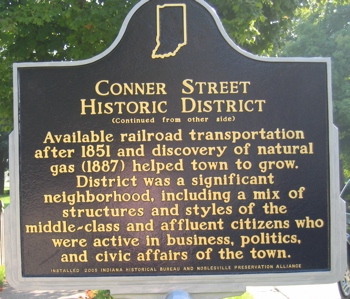 CONNER STREET
HISTORIC DISTRICT
(Continued from other side)
Available railroad transportation
after 1851 and discovery of natural
gas (1887) helped town to grow.
District was a significant
neighborhood, including a mix of
structures and styles of the
middle-class and affluent citizens who
were active in business, politics,
and civic affairs of the town.
INSTALLED 2005 INDIANA HISTORICAL BUREAU AND NOBLESVILLE PRESERVATION ALLIANCE